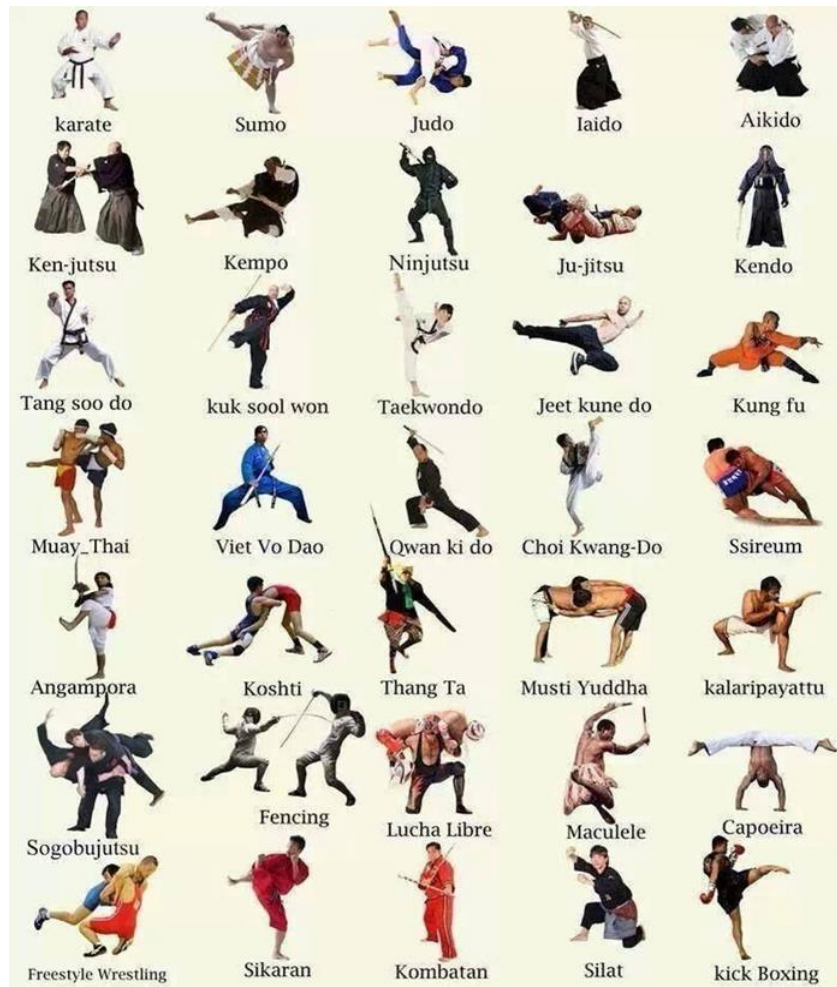 karate
Sumo
Judo
Iaido
Aikido
Ken-jutsu
Kempo
Ninjutsu
Ju-jitsu
Kendo
Tang soo do
kuk sool won
Taekwondo
Jeet kune do
Kung fu
Muay_Thai
Viet Vo Dao
Qwan ki do
Choi Kwang-Do
Ssireum
Angampora
Koshti
Thang Ta
Musti Yuddha
kalaripayattu
Sogobujutsu
Fencing
Lucha Libre
Maculele
Capoeira
Freestyle Wrestling
Sikaran
Kombatan
Silat
kick Boxing